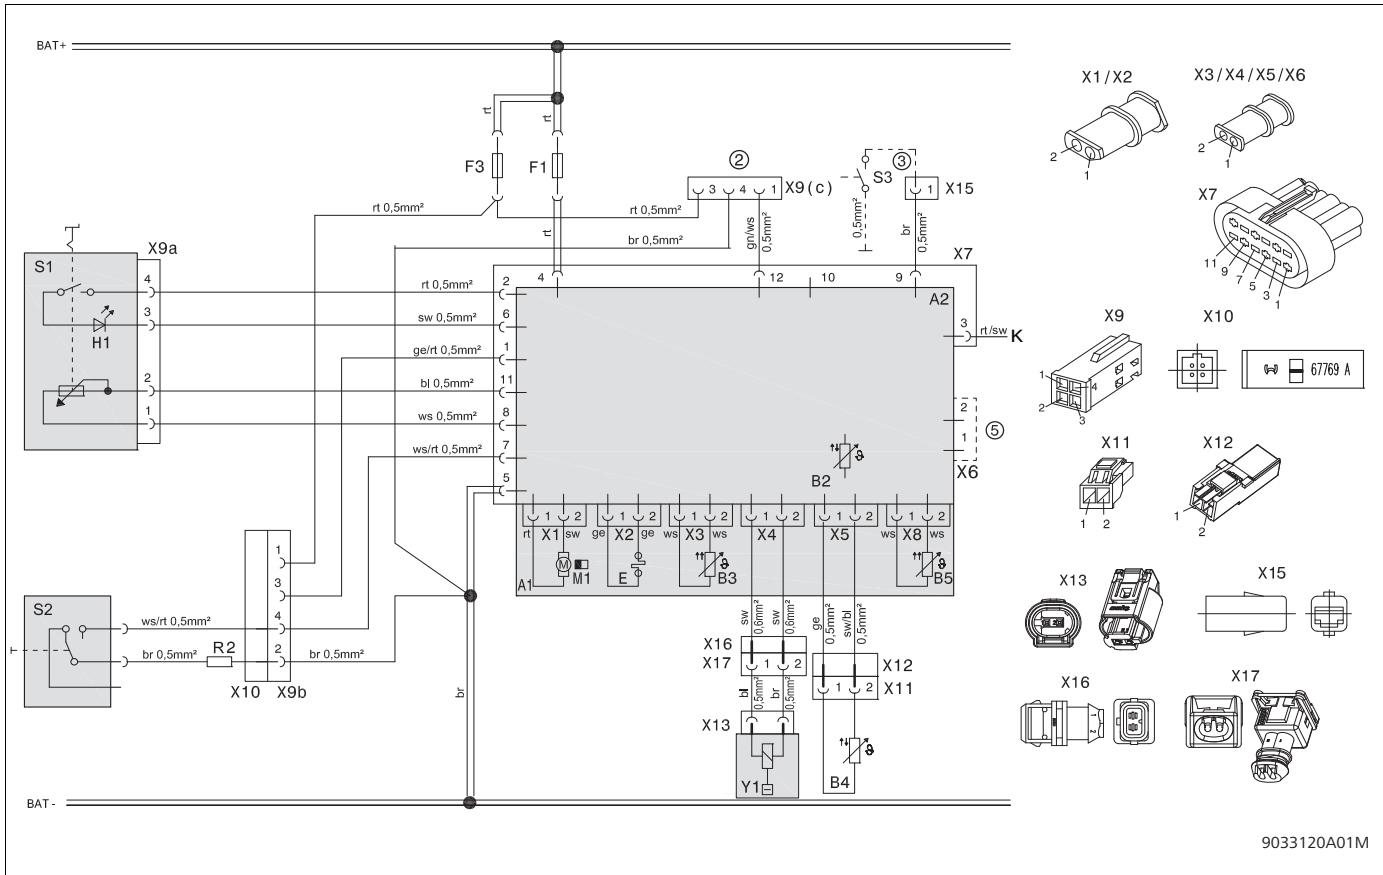 BAT+
X1/X2
X3/X4/X5/X6
2
1
2
1
rt
rt
F3
F1
②
3 4 1
X9(c)
③
S3
1
X15
X7
11
9
7
5
3
1
rt 0,5mm²
rt 0,5mm²
br 0,5mm²
rt
gn/ws
0,5mm²
0,5mm²
br
0,5mm²
X9a
S1
4
3
H1
2
1
X7
2
4
12
10
9
A2
rt 0,5mm²
sw 0,5mm²
6
3
rt/sw
K
ge/rt 0,5mm²
1
bl 0,5mm²
11
ws 0,5mm²
8
ws/rt 0,5mm²
7
5
2
1
⑤
X6
B2
X9
X10
1
4
2
3
67769 A
X11
X12
1 2
1
2
1 2
1 2
1 2
1 2
1 2
1 2
X1
X2
X3
X4
X5
X8
rt
sw
ge
ge
ws
ws
ws
ws
M
M1
E
B3
B5
A1
1
3
4
2
S2
ws/rt 0,5mm²
br 0,5mm²
R2
br 0,5mm²
X10
X9b
br
sw
0,6mm²
sw
0,6mm²
ge
0,5mm²
sw/bl
0,5mm²
X16
X17
1 2
X12
X11
1 2
bl
0,5mm²
br
0,5mm²
X13
Y1
B4
X13
X15
X16
1
2
X17
BAT -
9033120A01M